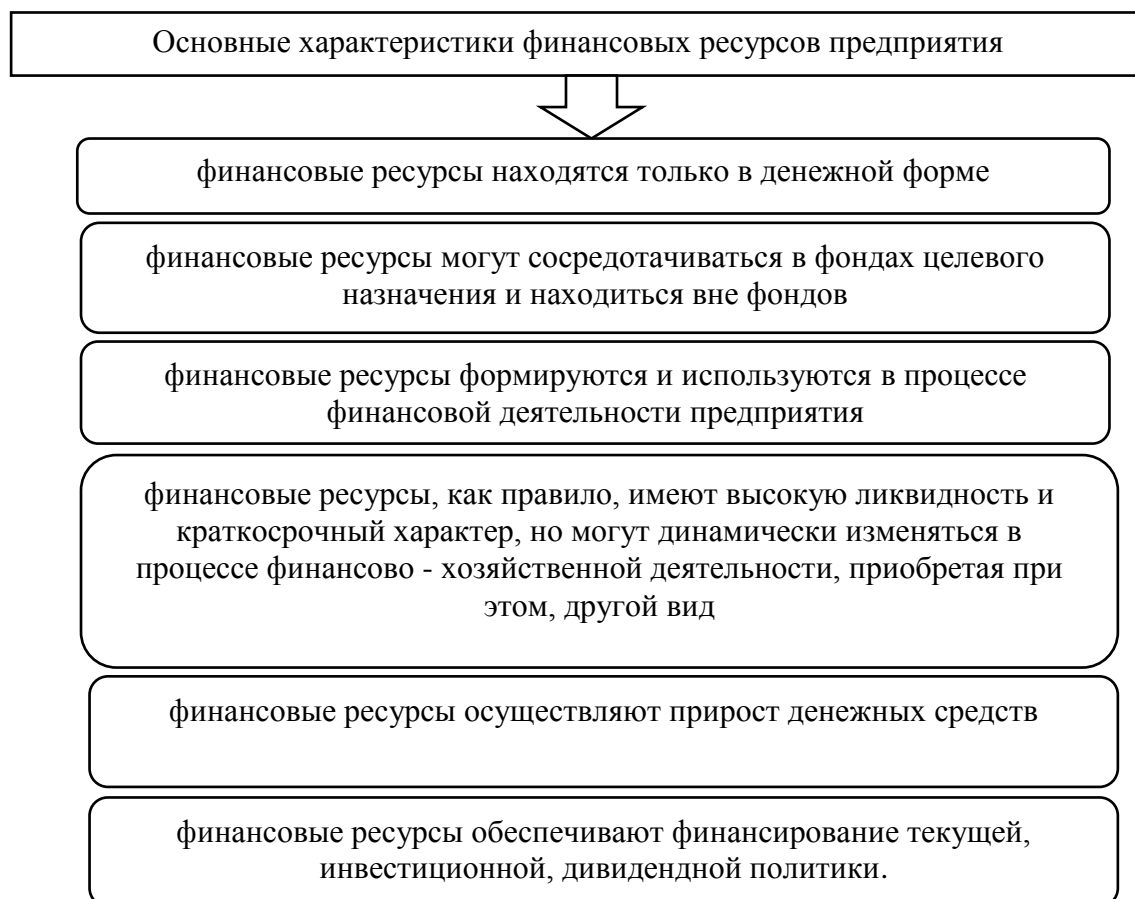 Основные характеристики финансовых ресурсов предприятия
финансовые ресурсы находятся только в денежной форме
финансовые ресурсы могут сосредотачиваться в фондах целевого
назначения и находиться вне фондов
финансовые ресурсы формируются и используются в процессе
финансовой деятельности предприятия
финансовые ресурсы, как правило, имеют высокую ликвидность и
краткосрочный характер, но могут динамически изменяться в
процессе финансово - хозяйственной деятельности, приобретая при
этом, другой вид
финансовые ресурсы осуществляют прирост денежных средств
финансовые ресурсы обеспечивают финансирование текущей,
инвестиционной, дивидендной политики.